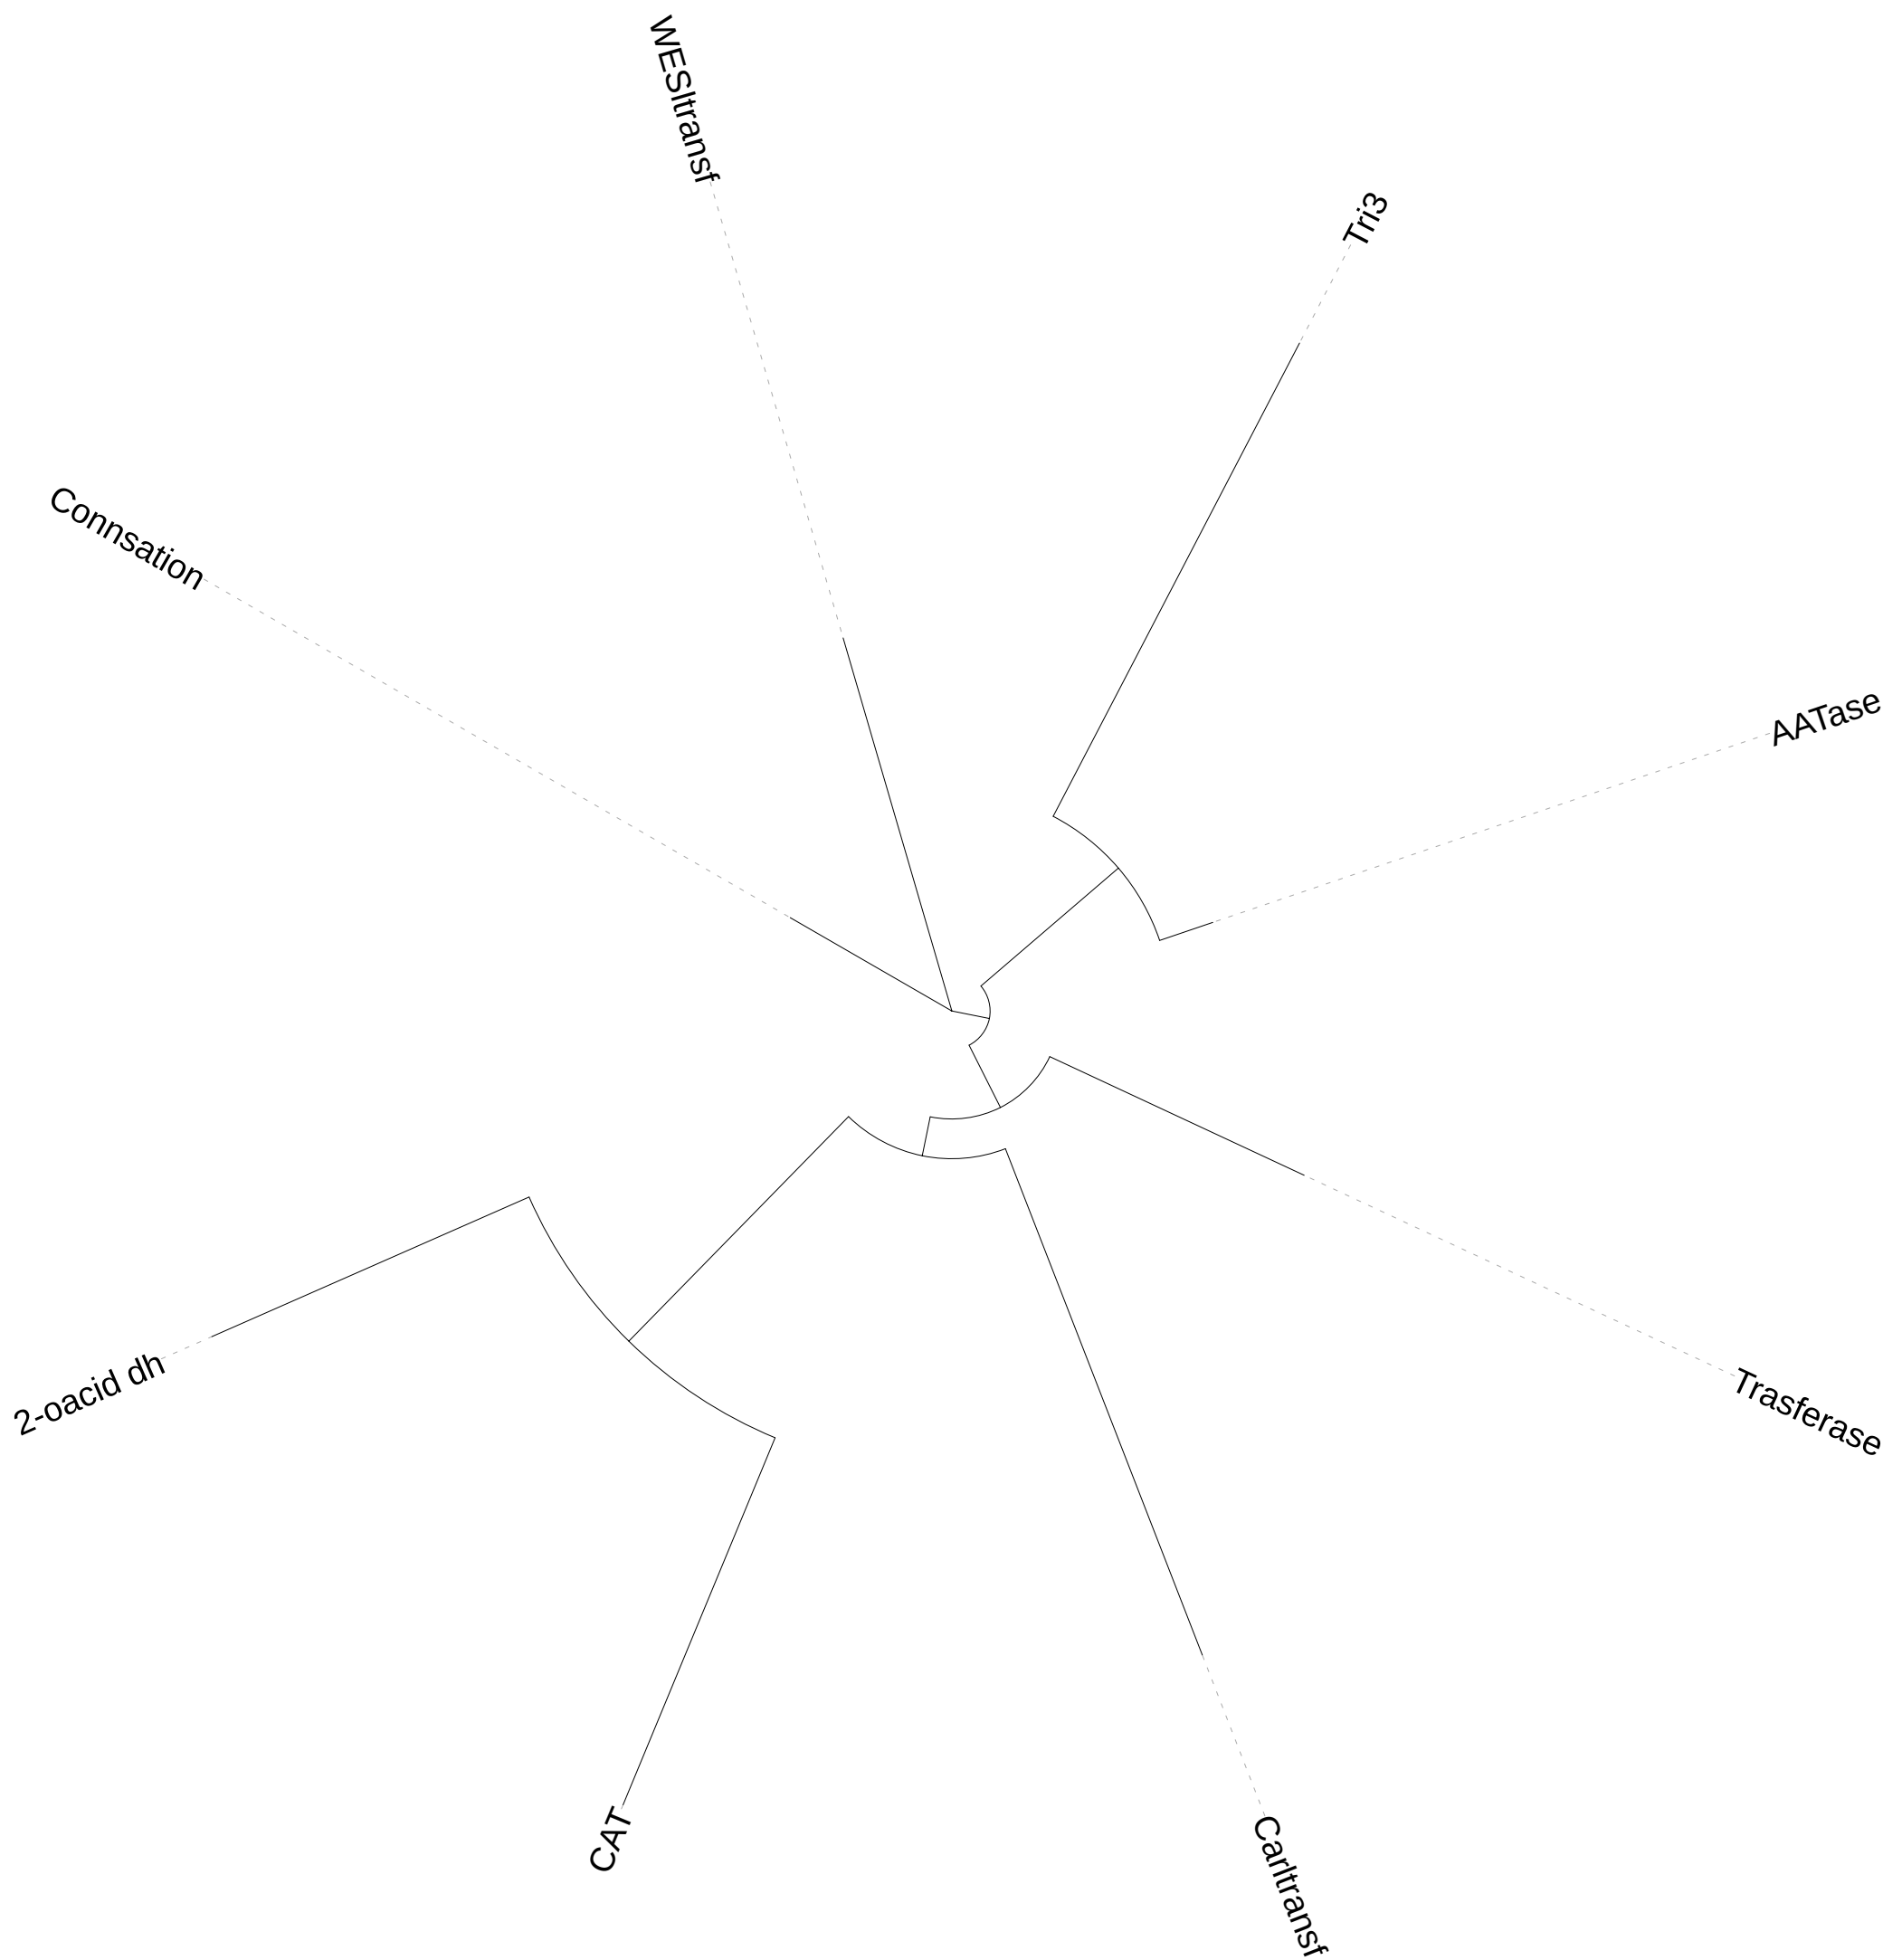 WESltransf
Tri3
Connsation
AATase
2-oacid dh
Trasferase
CAT
Carltransf